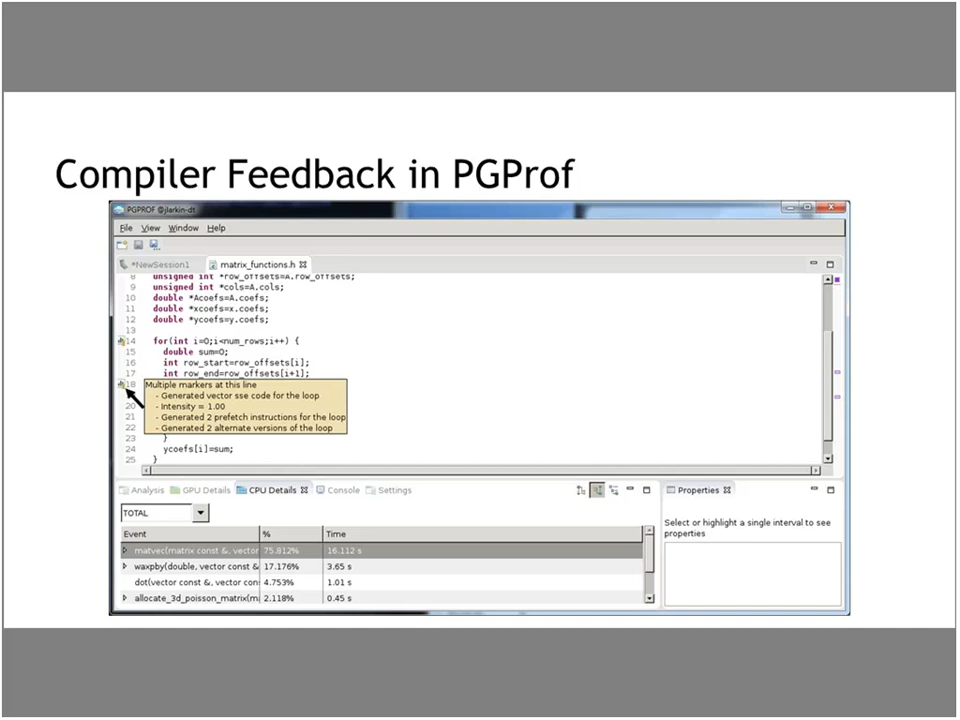 Compiler Feedback in PGProf
PGPROF @jlarkin-dt
File View Window Help
*NewSession1 matrix_functions.h
8 unsigned int *row_offsets=A.row_offsets;
9 unsigned int *cols=A.cols;
10 double *Acoefs=A.coefs;
11 double *xcoefs=x.coefs;
12 double *ycoefs=y.coefs;
13
14 for(int i=0;i<num_rows;i++) {
15 double sum=0;
16 int row_start=row_offsets[i];
17 int row_end=row_offsets[i+1];
18 Multiple markers at this line
- Generated vector sse code for the loop
20 - Intensity = 1.00
21 - Generated 2 prefetch instructions for the loop
22 - Generated 2 alternate versions of the loop
23 }
24 ycoefs[i]=sum;
25 }
Analysis GPU Details CPU Details Console Settings Properties
TOTAL
Select or highlight a single interval to see
properties
Event % Time
matvec(matrix const &, vector 75.812% 16.112 s
waxpby(double, vector const & 17.176% 3.65 s
dot(vector const &, vector con 4.753% 1.01 s
allocate_3d_poisson_matrix(m 2.118% 0.45 s